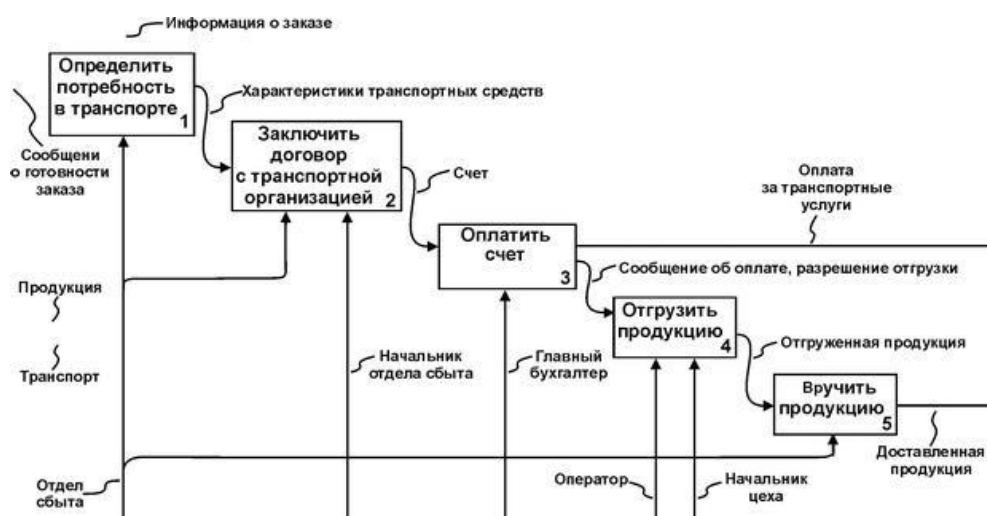 Информация о заказе
Определить
потребность
в транспорте
1
Характеристики транспортных средств
Сообщени
о готовности
заказа
Заключить
договор
с транспортной
организацией
2
Счет
Оплата
за транспортные
услуги
Оплатить
счет
3
Сообщение об оплате, разрешение отгрузки
Продукция
Транспорт
Отгрузить
продукцию
4
Начальник
отдела сбыта
Главный
бухгалтер
Отгруженная продукция
Вручить
продукцию
5
Доставленная
продукция
Отдел
сбыта
Оператор
Начальник
цеха